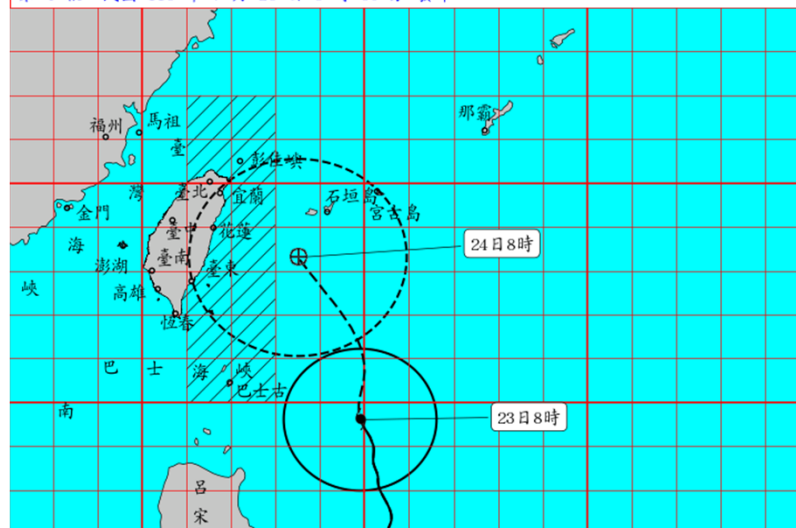 那霸
馬祖
福州
臺
彭佳嶼
灣
臺北
宜蘭
石垣島
宮古島
金門
臺中
花蓮
海
24日8時
澎湖
臺南
臺東
峽
高雄
恆春
巴
士
海
峽
巴士古
南
23日8時
呂
宋